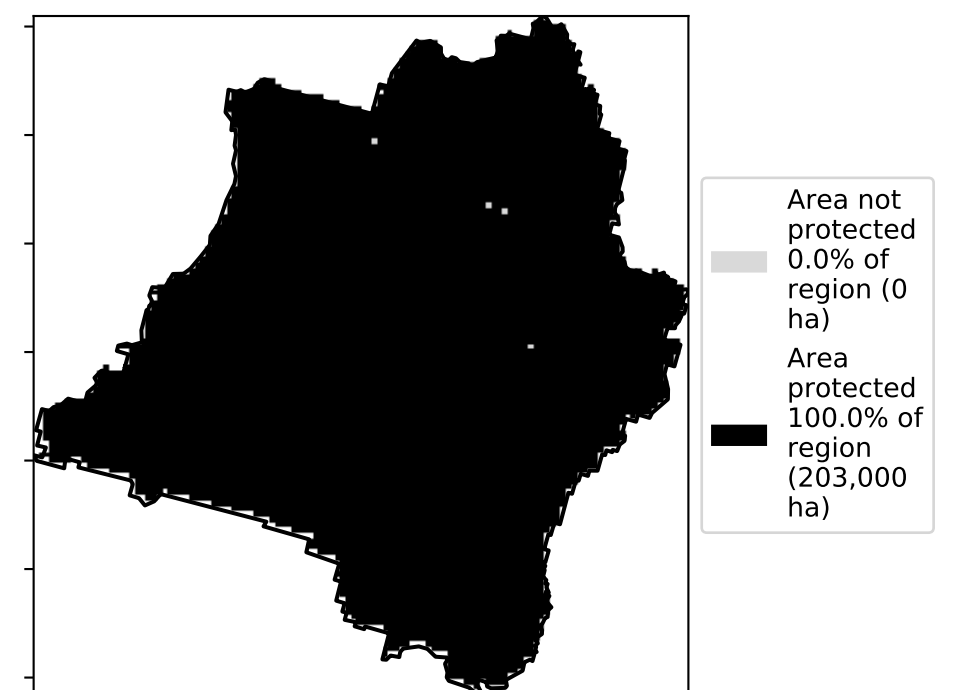 Area not
protected
0.0% of
region (0
ha)
Area
protected
100.0% of
region
(203,000
ha)